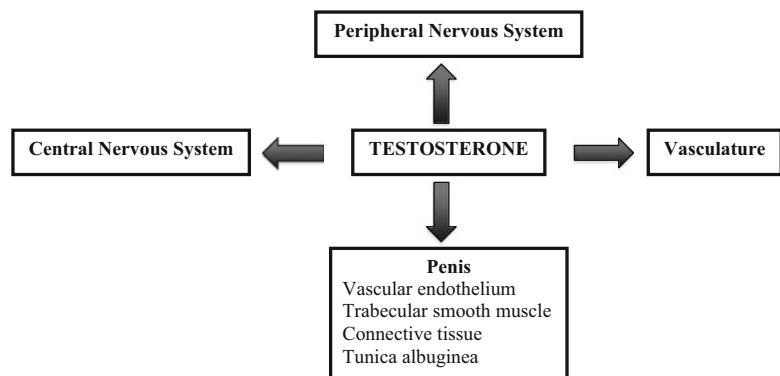 Peripheral Nervous System
Central Nervous System
TESTOSTERONE
Vasculature
Penis
Vascular endothelium
Trabecular smooth muscle
Connective tissue
Tunica albuginea